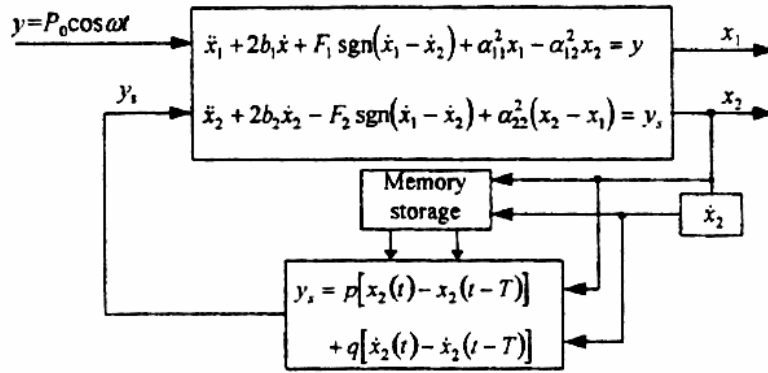 y=P₀cosωt
ẍ₁ + 2b₁ẋ + F₁ sgn(ẋ₁ − ẋ₂) + α₁₁²x₁ − α₁₂²x₂ = y
x₁
yₛ
ẍ₂ + 2b₂ẋ₂ − F₂ sgn(ẋ₁ − ẋ₂) + α₂₂²(x₂ − x₁) = yₛ
x₂
Memory
storage
ẋ₂
yₛ = p[x₂(t) − x₂(t − T)]
+ q[ẋ₂(t) − ẋ₂(t − T)]